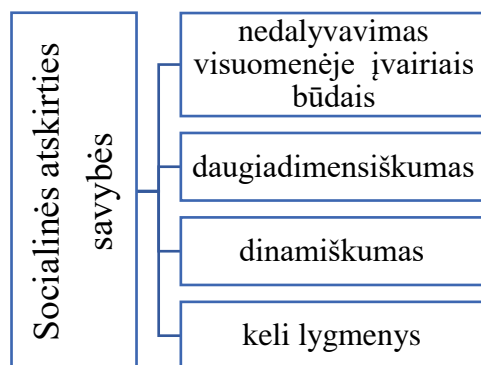 Socialinės atskirties
savybės
nedalyvavimas
visuomenėje įvairiais
būdais
daugiadimensiškumas
dinamiškumas
keli lygmenys